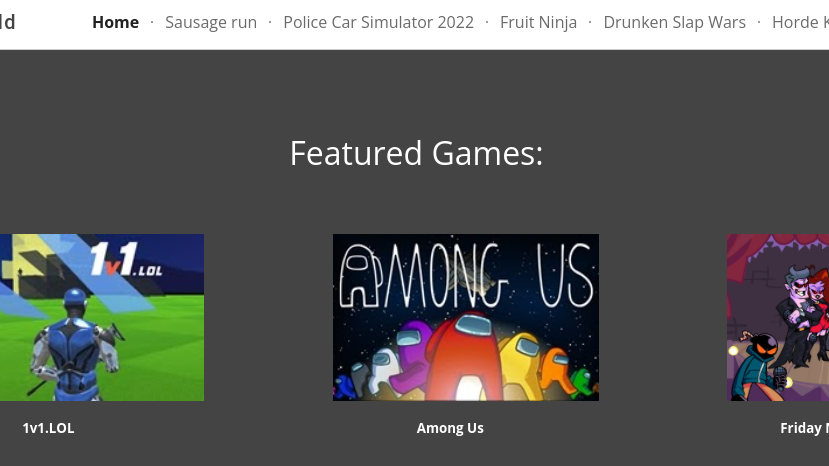 Home · Sausage run · Police Car Simulator 2022 · Fruit Ninja · Drunken Slap Wars · Horde
Featured Games:
1v1.LOL
AMONG US
1v1.LOL
Among Us
Friday